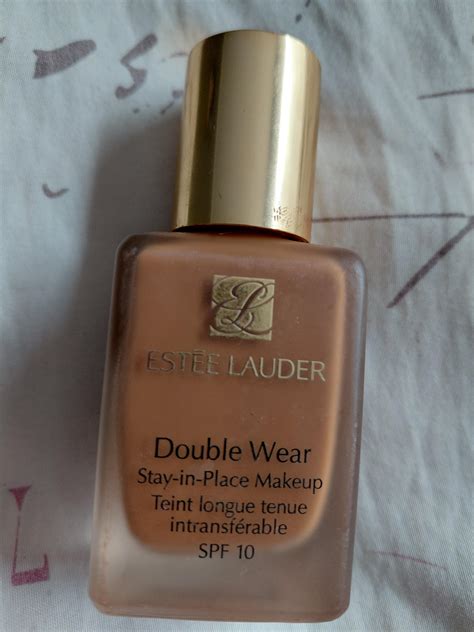 ESTĒE LAUDER
Double Wear
Stay-in-Place Makeup
Teint longue tenue
intransférable
SPF 10
L